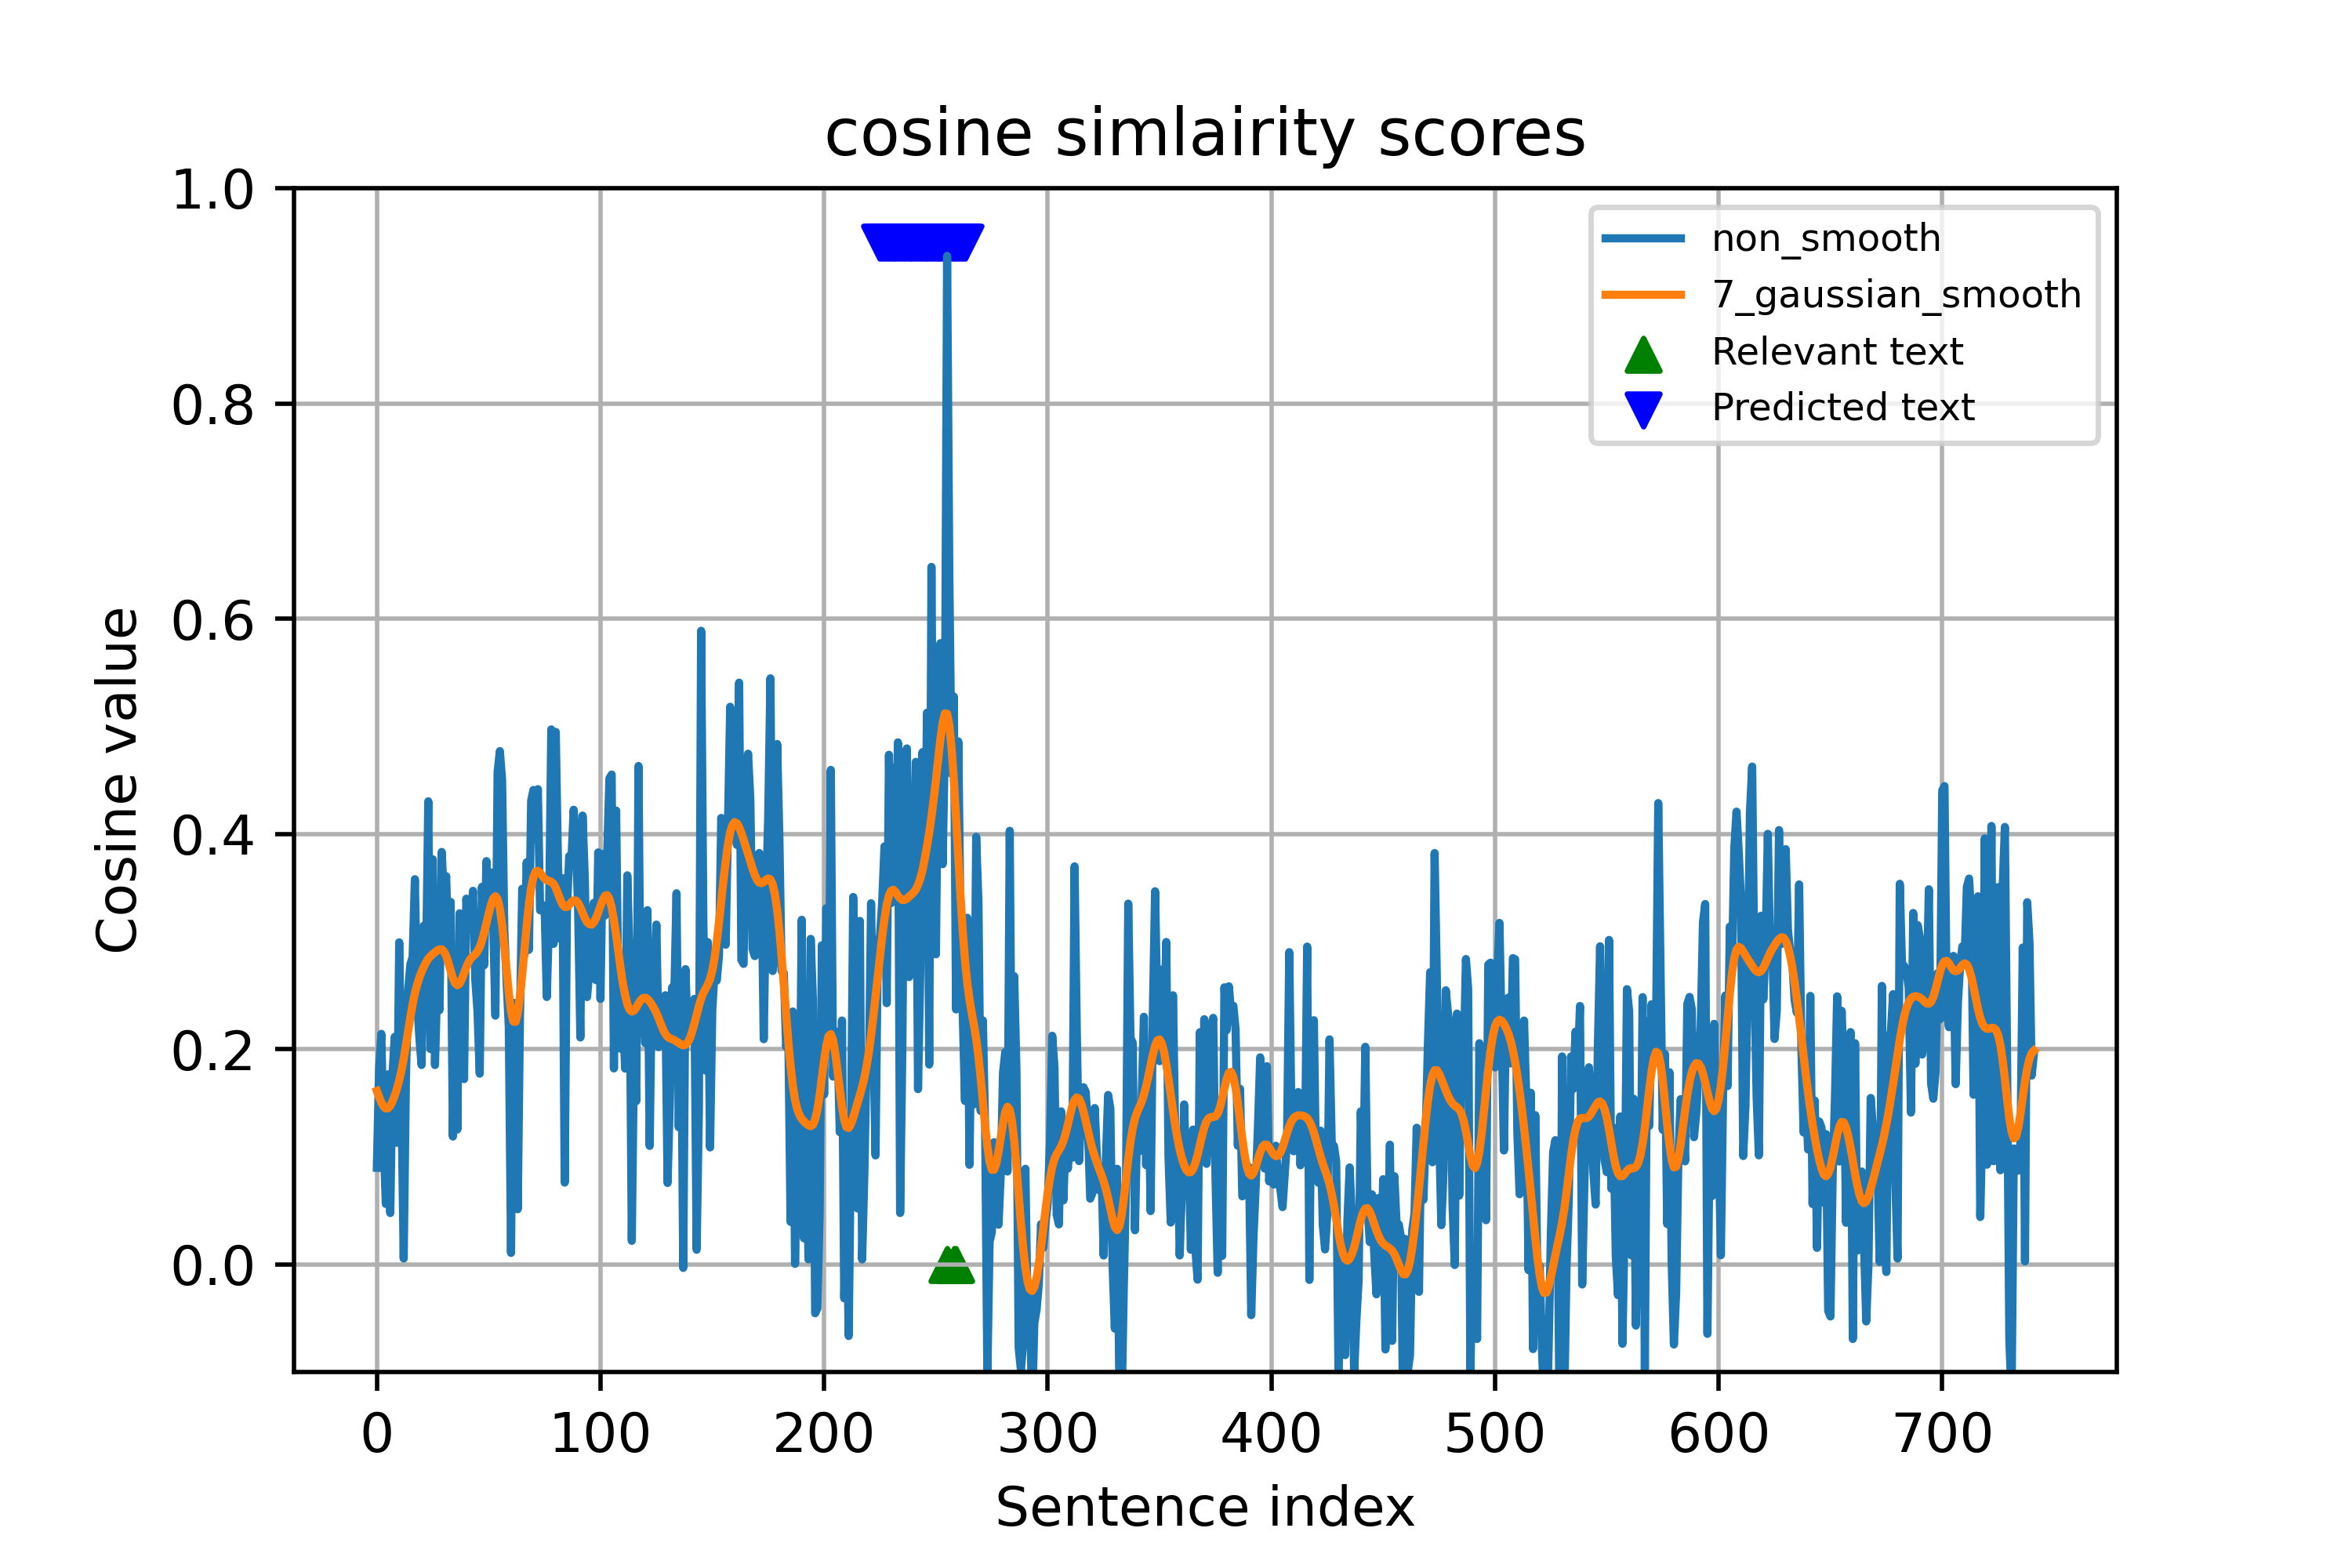 cosine simlairity scores
1.0
0.8
0.6
0.4
0.2
0.0
Cosine value
non_smooth
7_gaussian_smooth
Relevant text
Predicted text
0 100 200 300 400 500 600 700
Sentence index